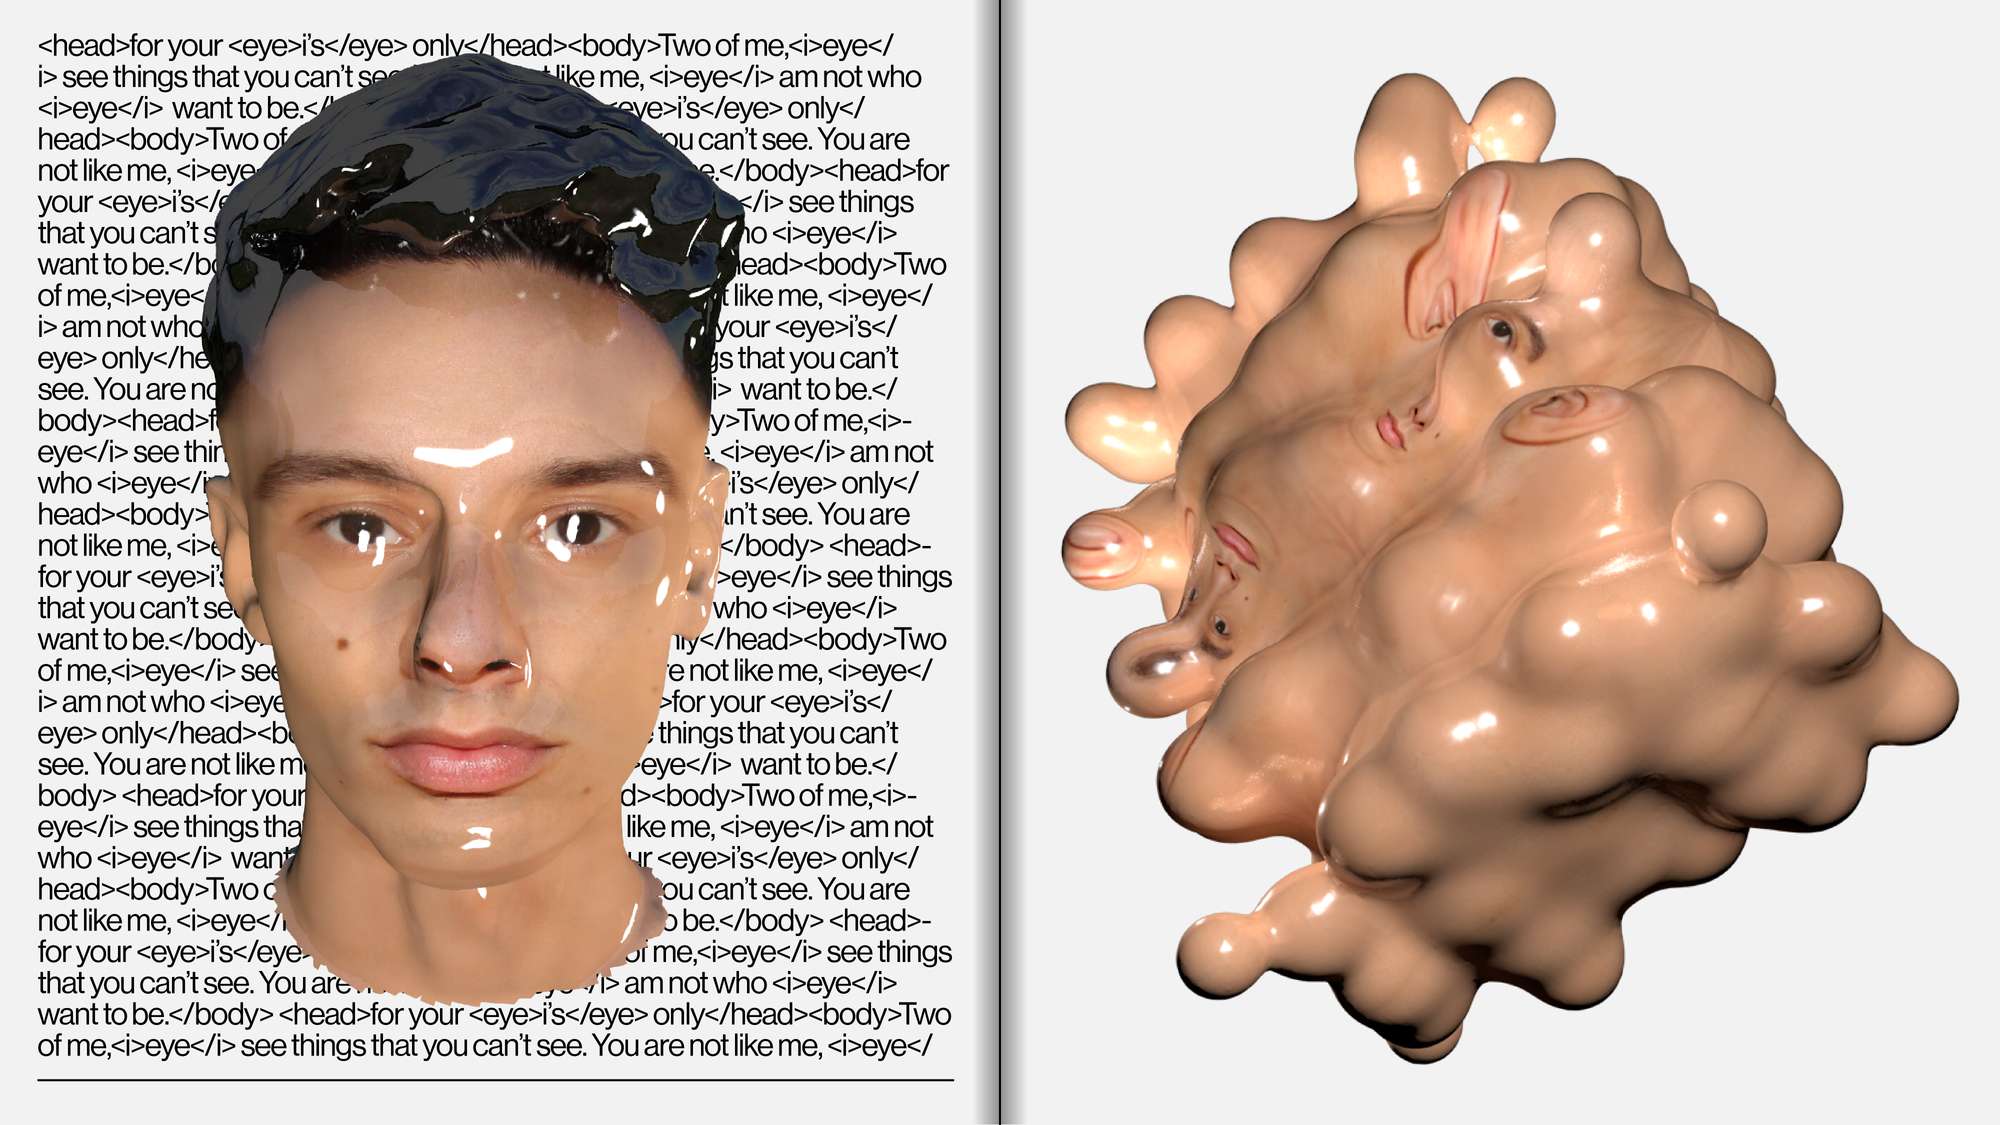 <head>for your <eye>i's</eye> only</head><body>Two of me,<i>eye</
i> see things that you can't see like me, <i>eye</i> am not who
<i>eye</i> want to be.</ eye>i's</eye> only</
head><body>Two of you can't see. You are
not like me, <i>eye .</body><head>for
your <eye>i's</ </i> see things
that you can't <i>eye</i>
want to be.</ <body>Two
of me,<i>eye< like me, <i>eye</
i> am not who your <eye>i's</
eye> only</ that you can't
see. You are i> want to be.</
body><head> >Two of me,<i>-
eye</i> see <i>eye</i> am not
who <i>eye</i i's</eye> only</
head><body> can't see. You are
not like me, <i> </body> <head>-
for your <eye>i's >eye</i> see things
that you can't see who <i>eye</i>
want to be.</body </head><body>Two
of me,<i>eye</i> see not like me, <i>eye</
i> am not who <i>eye >for your <i>eye>i's</
eye> only</head>< things that you can't
see. You are not like eye</i> want to be.</
body> <head>for your ><body>Two of me,<i>-
eye</i> see things that like me, <i>eye</i> am not
who <i>eye</i> want <eye>i's</eye> only</
head><body>Two you can't see. You are
not like me, <i>eye</ be.</body> <head>-
for your <eye>i's</eye> of me,<i>eye</i> see things
that you can't see. You are /i> am not who <i>eye</i>
want to be.</body> <head>for your <eye>i's</eye> only</head><body>Two
of me,<i>eye</i> see things that you can't see. You are not like me, <i>eye</